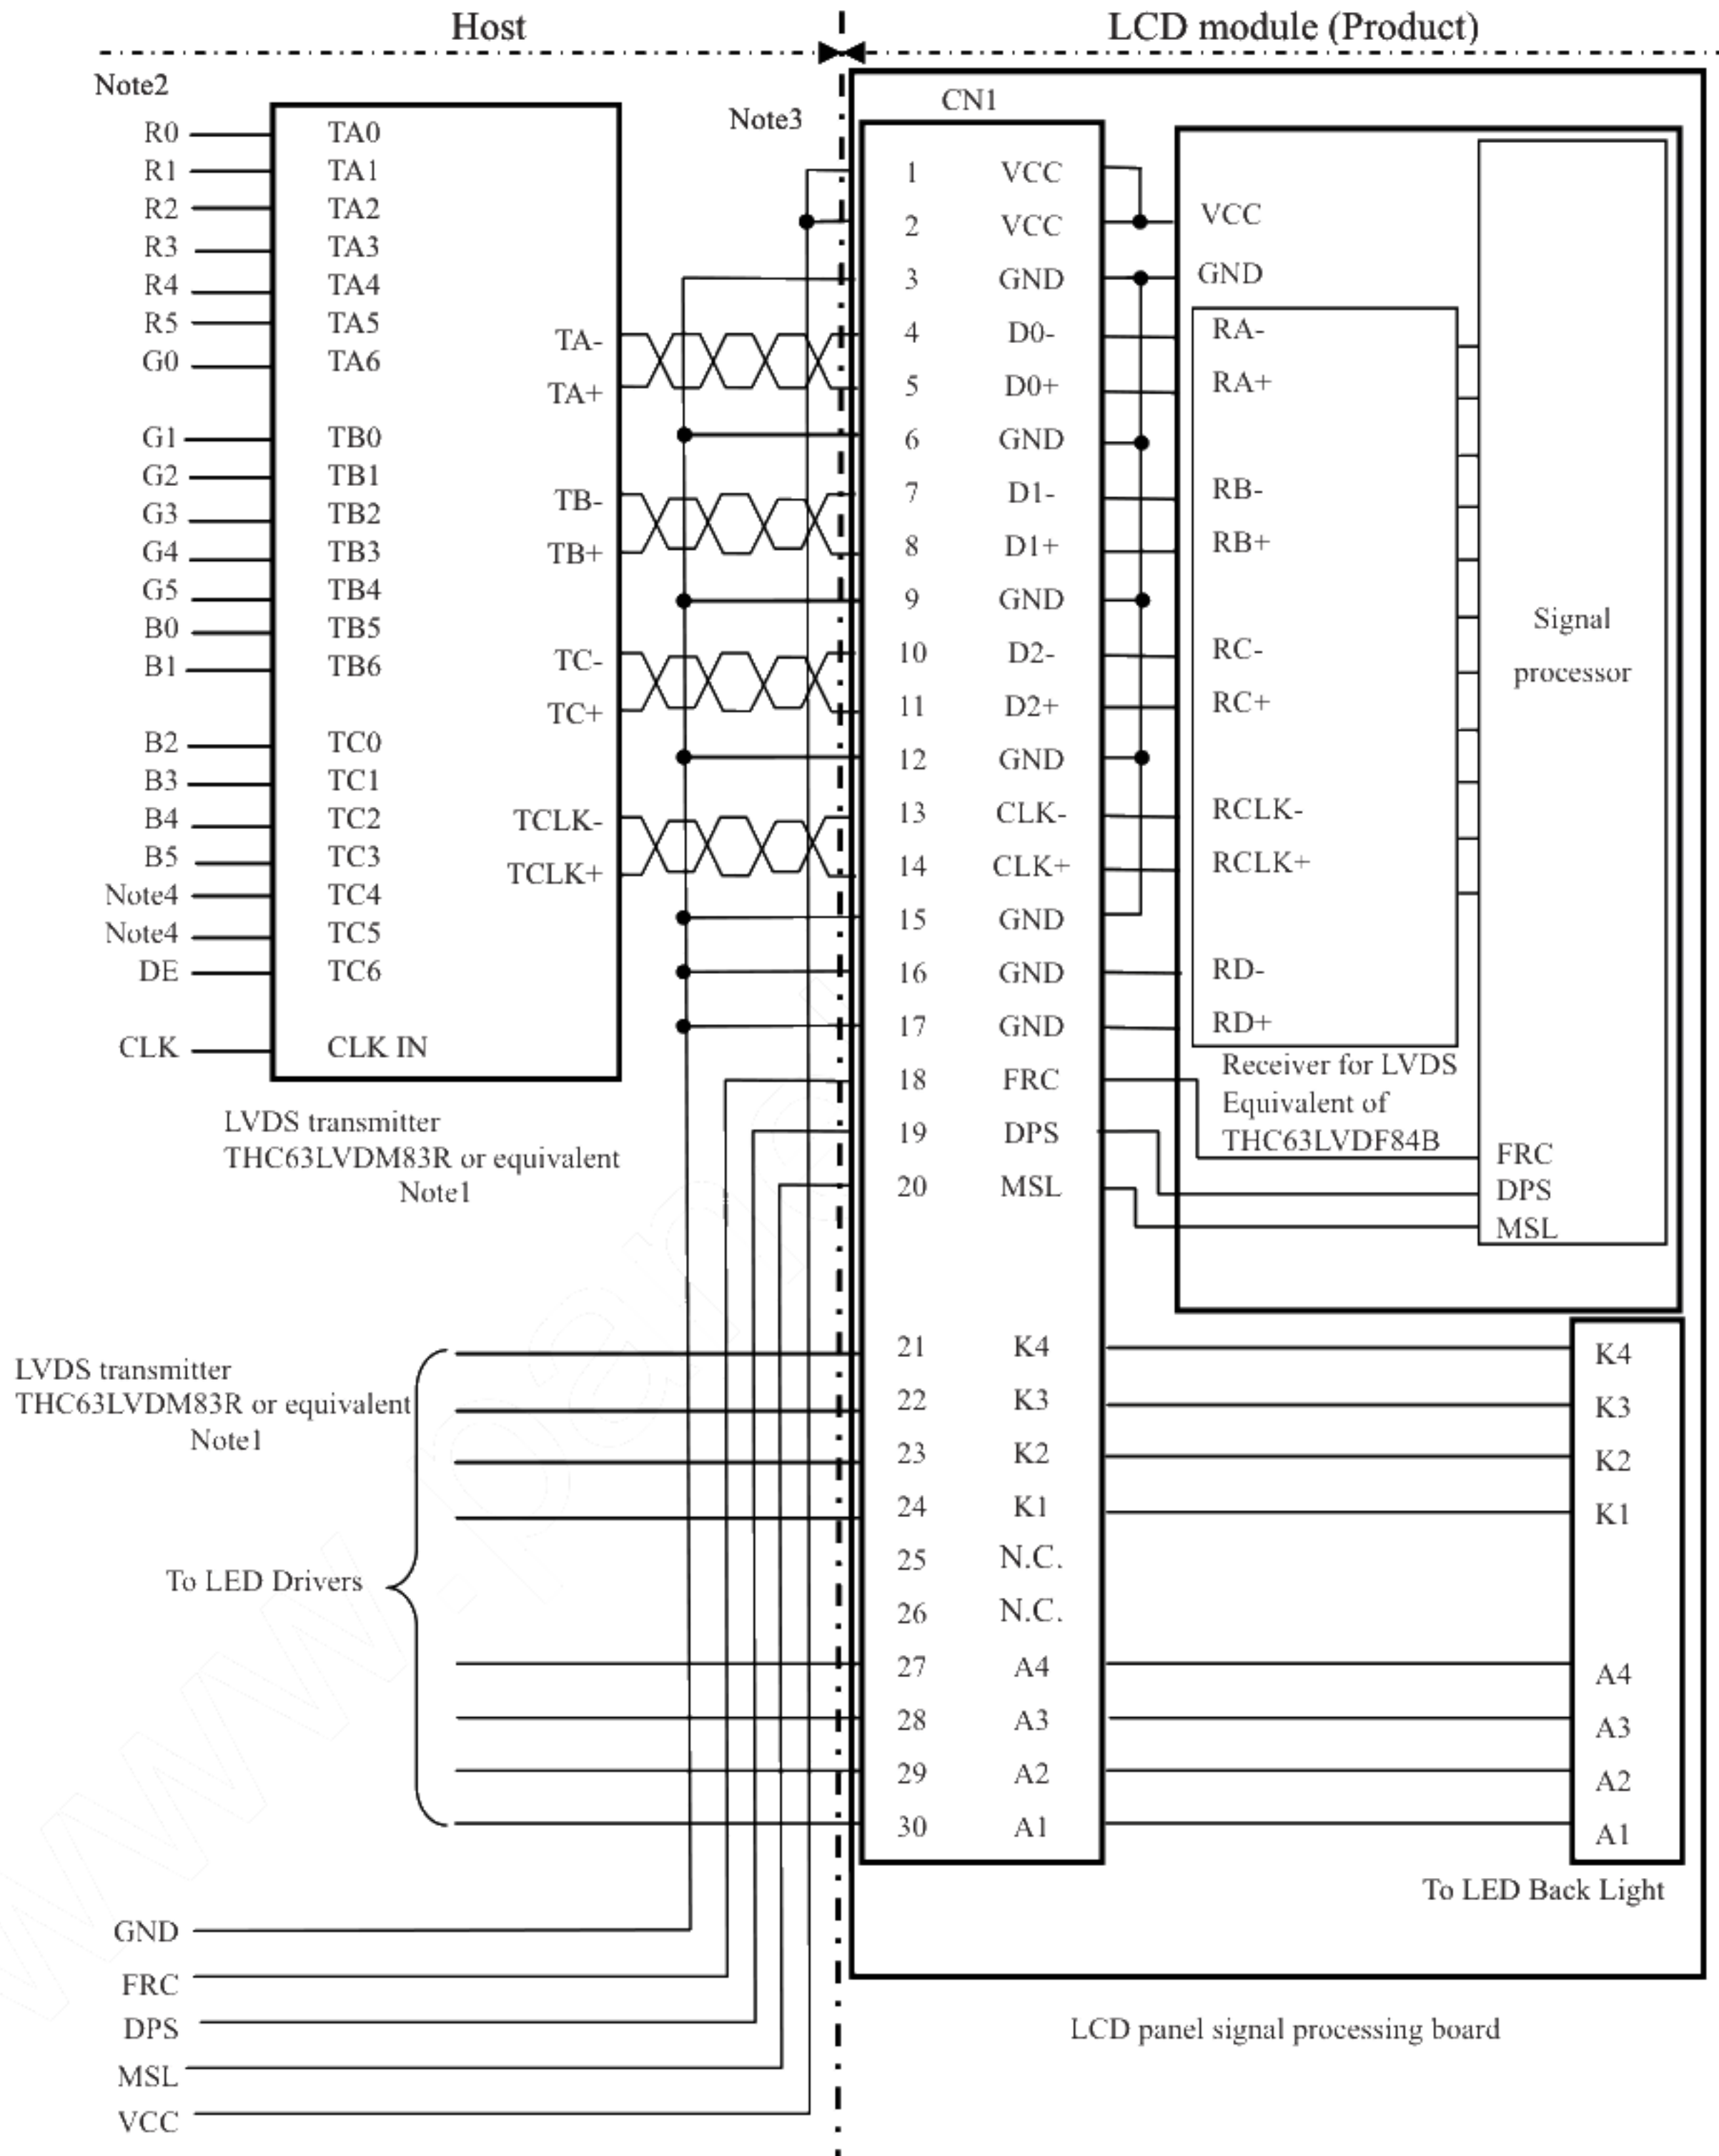 Host
LCD module (Product)
Note2
Note3
CN1
R0 TA0
R1 TA1
R2 TA2
R3 TA3
R4 TA4
R5 TA5
G0 TA6
G1 TB0
G2 TB1
G3 TB2
G4 TB3
G5 TB4
B0 TB5
B1 TB6
B2 TC0
B3 TC1
B4 TC2
B5 TC3
Note4 TC4
Note4 TC5
DE TC6
CLK CLK IN
TA-
TA+
TB-
TB+
TC-
TC+
TCLK-
TCLK+
LVDS transmitter
THC63LVDM83R or equivalent
Note1
1 VCC
2 VCC
3 GND
4 D0-
5 D0+
6 GND
7 D1-
8 D1+
9 GND
10 D2-
11 D2+
12 GND
13 CLK-
14 CLK+
15 GND
16 GND
17 GND
18 FRC
19 DPS
20 MSL
21 K4
22 K3
23 K2
24 K1
25 N.C.
26 N.C.
27 A4
28 A3
29 A2
30 A1
VCC
GND
RA-
RA+
RB-
RB+
RC-
RC+
RCLK-
RCLK+
RD-
RD+
Receiver for LVDS
Equivalent of
THC63LVDF84B
Signal
processor
FRC
DPS
MSL
LVDS transmitter
THC63LVDM83R or equivalent
Note1
To LED Drivers
K4
K3
K2
K1
A4
A3
A2
A1
To LED Back Light
GND
FRC
DPS
MSL
VCC
LCD panel signal processing board